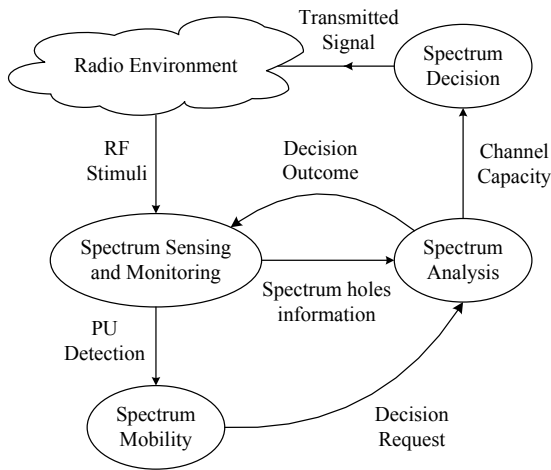 Transmitted
Signal
Radio Environment
Spectrum
Decision
RF
Stimuli
Decision
Outcome
Channel
Capacity
Spectrum Sensing
and Monitoring
Spectrum
Analysis
Spectrum holes
information
PU
Detection
Spectrum
Mobility
Decision
Request